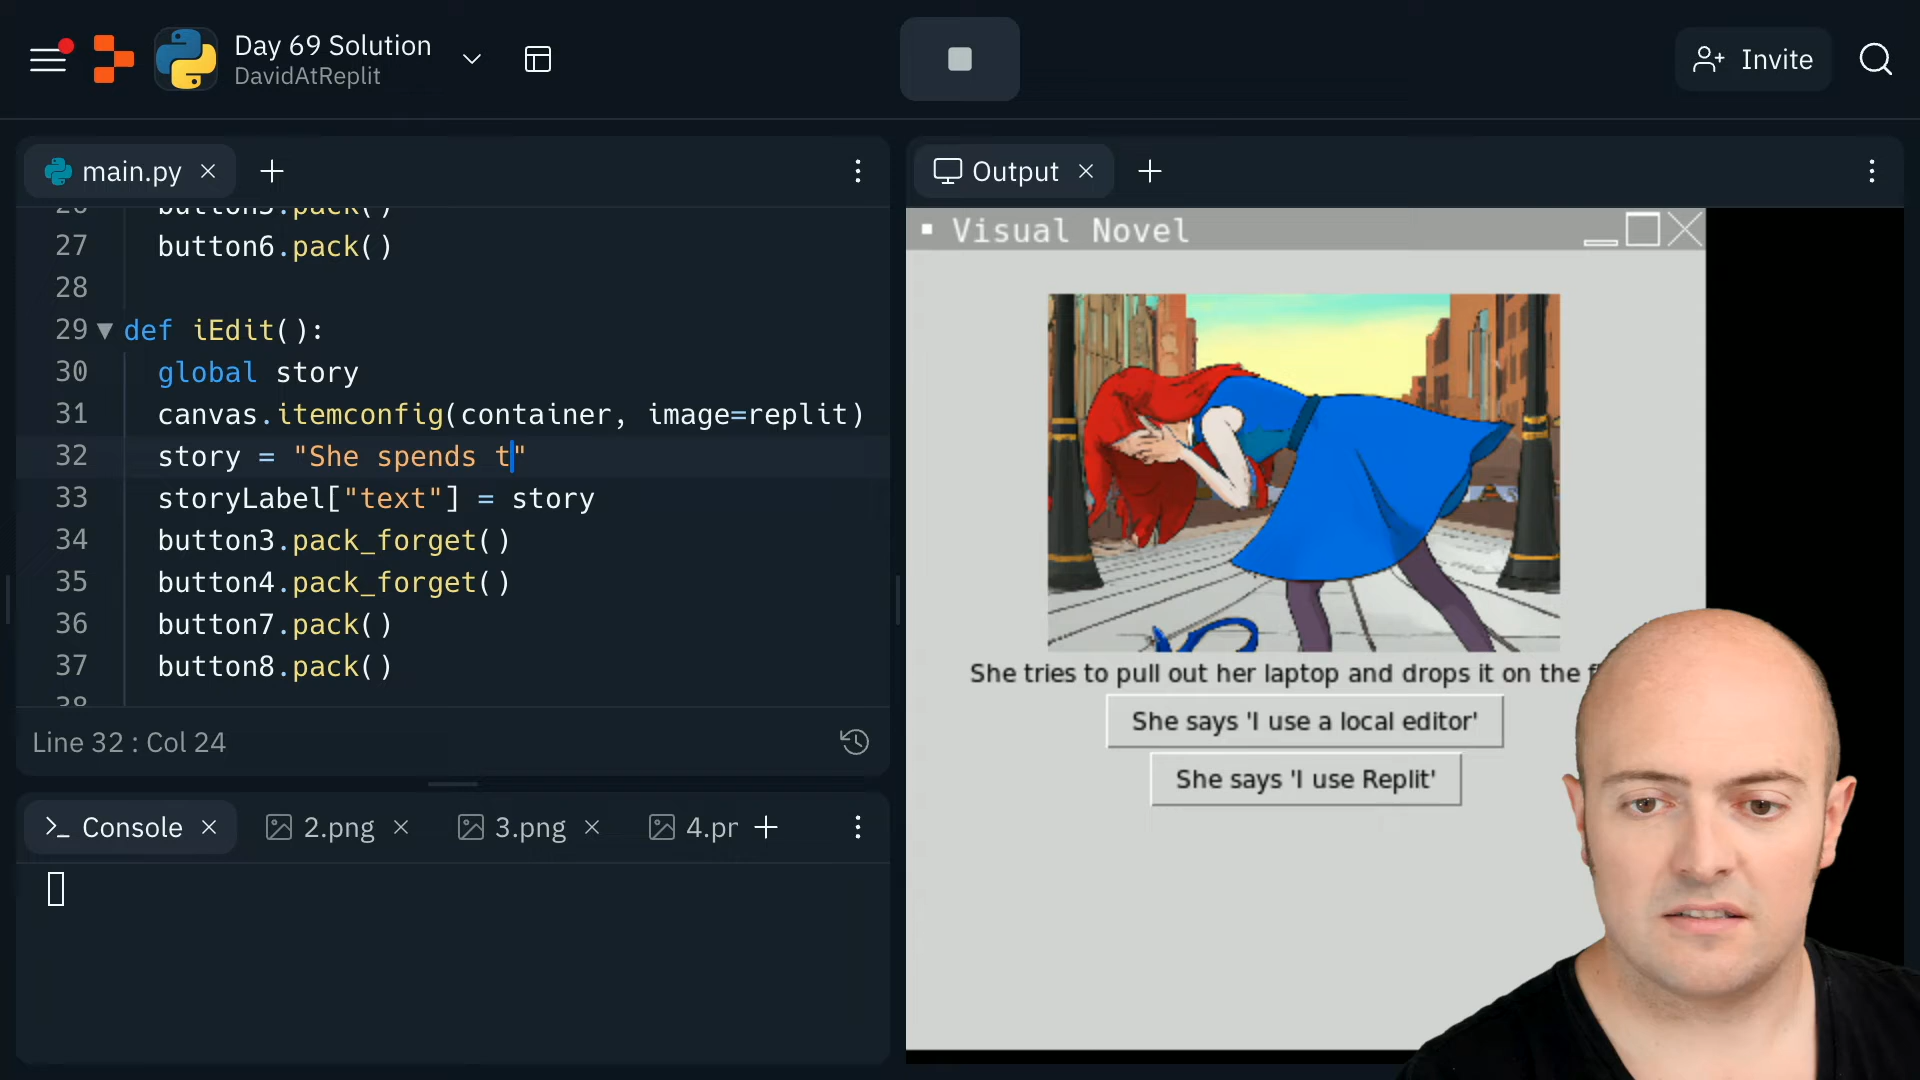 Day 69 Solution
DavidAtReplit
Invite
main.py
27 button6.pack()
28
29 def iEdit():
30 global story
31 canvas.itemconfig(container, image=replit)
32 story = "She spends t"
33 storyLabel["text"] = story
34 button3.pack_forget()
35 button4.pack_forget()
36 button7.pack()
37 button8.pack()
Line 32 : Col 24
Console
2.png
3.png
4.pr
Output
Visual Novel
She tries to pull out her laptop and drops it on the
She says 'I use a local editor'
She says 'I use Replit'